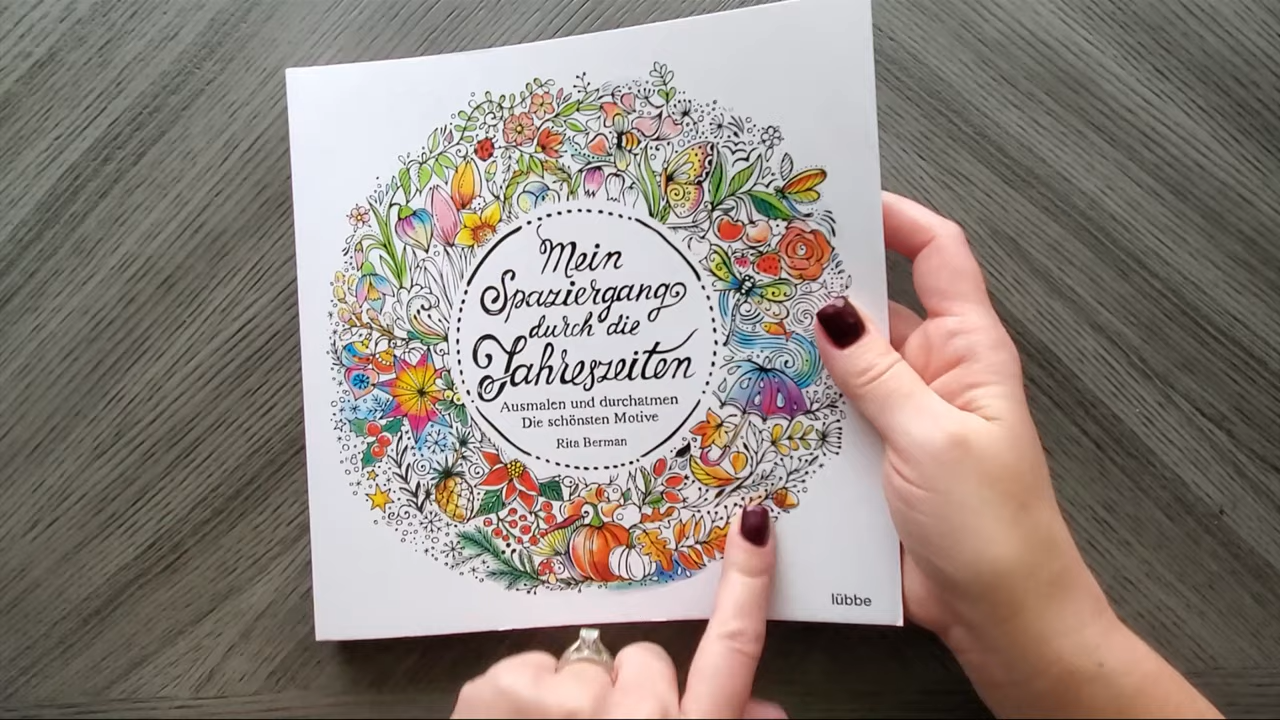 Mein
Spaziergang
durch die
Jahreszeiten
Ausmalen und durchatmen
Die schönsten Motive
Rita Berman
lübbe